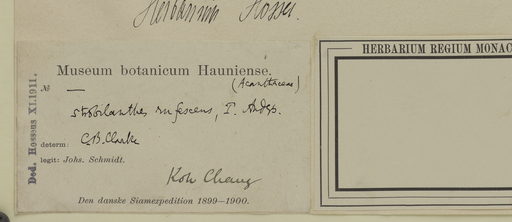 Herbarium Hosseus.
HERBARIUM REGIUM MONAC
Museum botanicum Hauniense.
(Acanthaceae)
№ —
Strobilanthes rufescens, T. Anders.
determ: C.B. Clarke
legit: Johs. Schmidt.
Koh Chang
Den danske Siamexpedition 1899—1900.
Ded. Hosseus XI.1911.